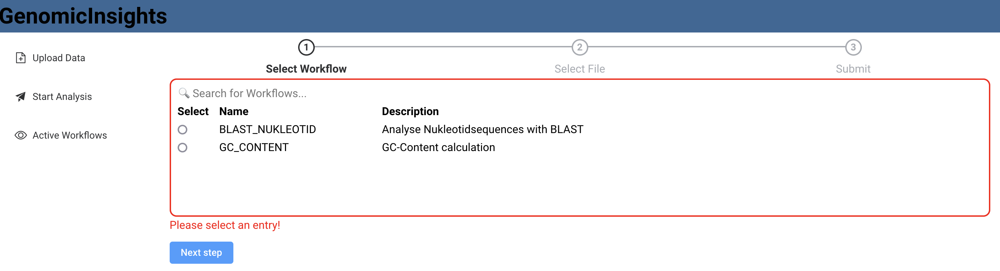 GenomicInsights
Upload Data
Start Analysis
Active Workflows
1
2
3
Select Workflow
Select File
Submit
Search for Workflows...
Select Name Description
BLAST_NUKLEOTID Analyse Nukleotidsequences with BLAST
GC_CONTENT GC-Content calculation
Please select an entry!
Next step